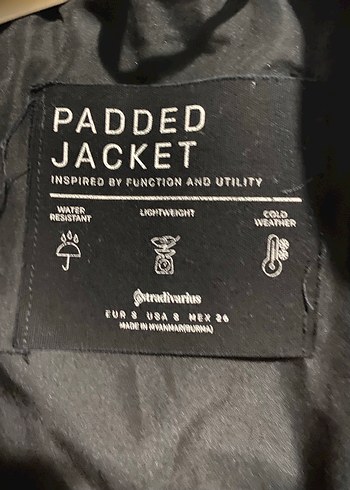 PADDED
JACKET
INSPIRED BY FUNCTION AND UTILITY
WATER
RESISTANT
LIGHTWEIGHT
COLD
WEATHER
stradivarius
EUR S USA S MEX 26
MADE IN MYANMAR(BURMA)